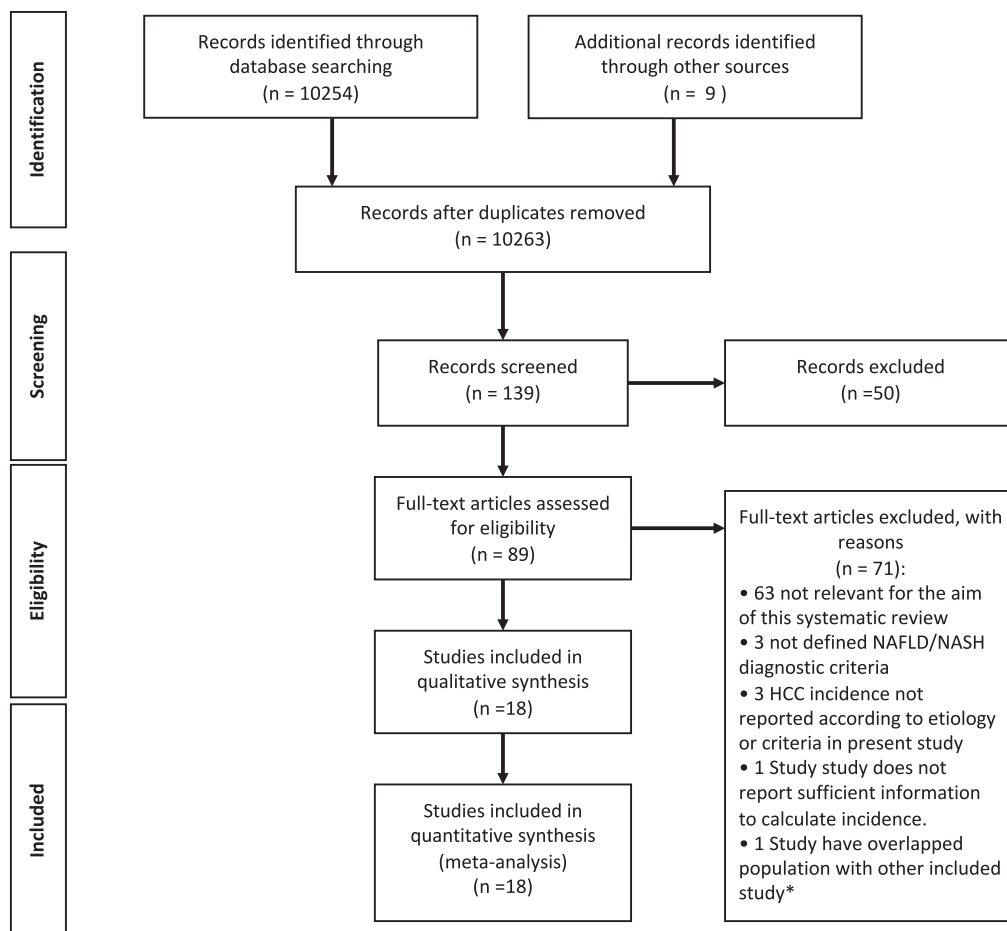 Identification
Records identified through
database searching
(n = 10254)
Additional records identified
through other sources
(n = 9 )
Records after duplicates removed
(n = 10263)
Screening
Records screened
(n = 139)
Records excluded
(n =50)
Eligibility
Full-text articles assessed
for eligibility
(n = 89)
Full-text articles excluded, with
reasons
(n = 71):
• 63 not relevant for the aim
of this systematic review
• 3 not defined NAFLD/NASH
diagnostic criteria
• 3 HCC incidence not
reported according to etiology
or criteria in present study
• 1 Study study does not
report sufficient information
to calculate incidence.
• 1 Study have overlapped
population with other included
study*
Studies included in
qualitative synthesis
(n =18)
Included
Studies included in
quantitative synthesis
(meta-analysis)
(n =18)